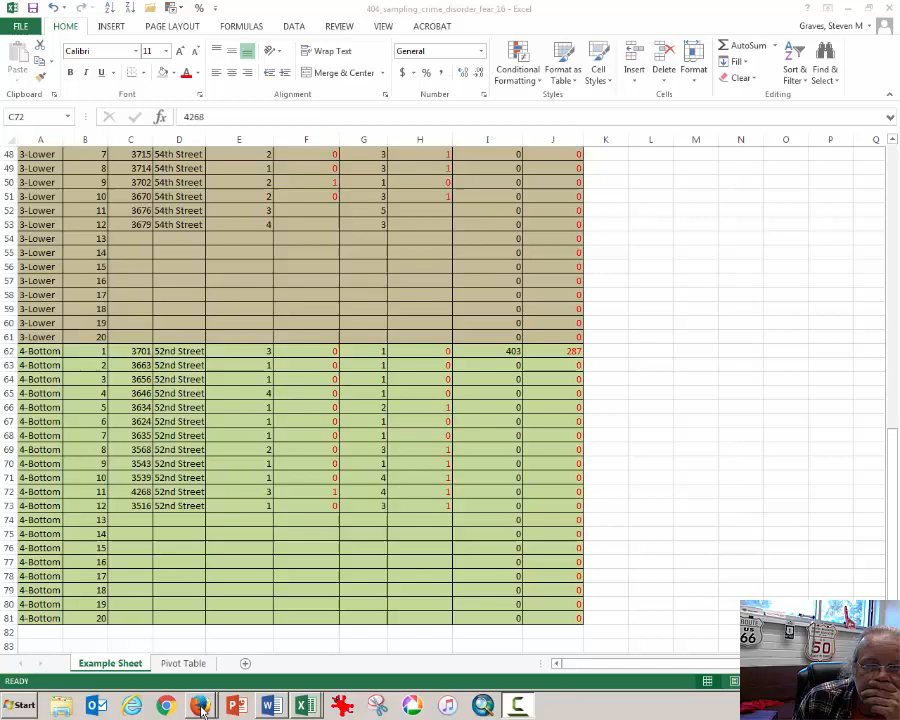 404_sampling_crime_disorder_fear_16 - Excel
FILE HOME INSERT PAGE LAYOUT FORMULAS DATA REVIEW VIEW ACROBAT Graves, Steven M
Paste Calibri 11 Wrap Text General Conditional Formatting Format as Table Cell Styles Insert Delete Format AutoSum Sort & Filter Find & Select
B I U A Merge & Center $ % , Fill
Clear
Clipboard Font Alignment Number Styles Cells Editing
C72 fx 4268
A B C D E F G H I J K L M N O P Q
48 3-Lower 7 3715 54th Street 2 0 3 1 0 0
49 3-Lower 8 3714 54th Street 1 0 3 1 0 0
50 3-Lower 9 3702 54th Street 2 1 1 0 0 0
51 3-Lower 10 3670 54th Street 2 0 3 1 0 0
52 3-Lower 11 3676 54th Street 3 5 0 0
53 3-Lower 12 3679 54th Street 4 3 0 0
54 3-Lower 13 0 0
55 3-Lower 14 0 0
56 3-Lower 15 0 0
57 3-Lower 16 0 0
58 3-Lower 17 0 0
59 3-Lower 18 0 0
60 3-Lower 19 0 0
61 3-Lower 20 0 0
62 4-Bottom 1 3701 52nd Street 3 0 1 0 403 287
63 4-Bottom 2 3663 52nd Street 1 0 1 0 0 0
64 4-Bottom 3 3656 52nd Street 1 0 1 0 0 0
65 4-Bottom 4 3646 52nd Street 4 0 1 0 0 0
66 4-Bottom 5 3634 52nd Street 1 0 2 1 0 0
67 4-Bottom 6 3624 52nd Street 1 0 1 0 0 0
68 4-Bottom 7 3635 52nd Street 1 0 1 0 0 0
69 4-Bottom 8 3568 52nd Street 2 0 3 1 0 0
70 4-Bottom 9 3543 52nd Street 1 0 1 1 0 0
71 4-Bottom 10 3539 52nd Street 1 0 4 1 0 0
72 4-Bottom 11 4268 52nd Street 3 1 4 1 0 0
73 4-Bottom 12 3516 52nd Street 1 0 3 1 0 0
74 4-Bottom 13 0 0
75 4-Bottom 14 0 0
76 4-Bottom 15 0 0
77 4-Bottom 16 0 0
78 4-Bottom 17 0 0
79 4-Bottom 18 0 0
80 4-Bottom 19 0 0
81 4-Bottom 20 0 0
82
83
Example Sheet Pivot Table
READY
Start
ROUTE US 66
SPEED LIMIT 50